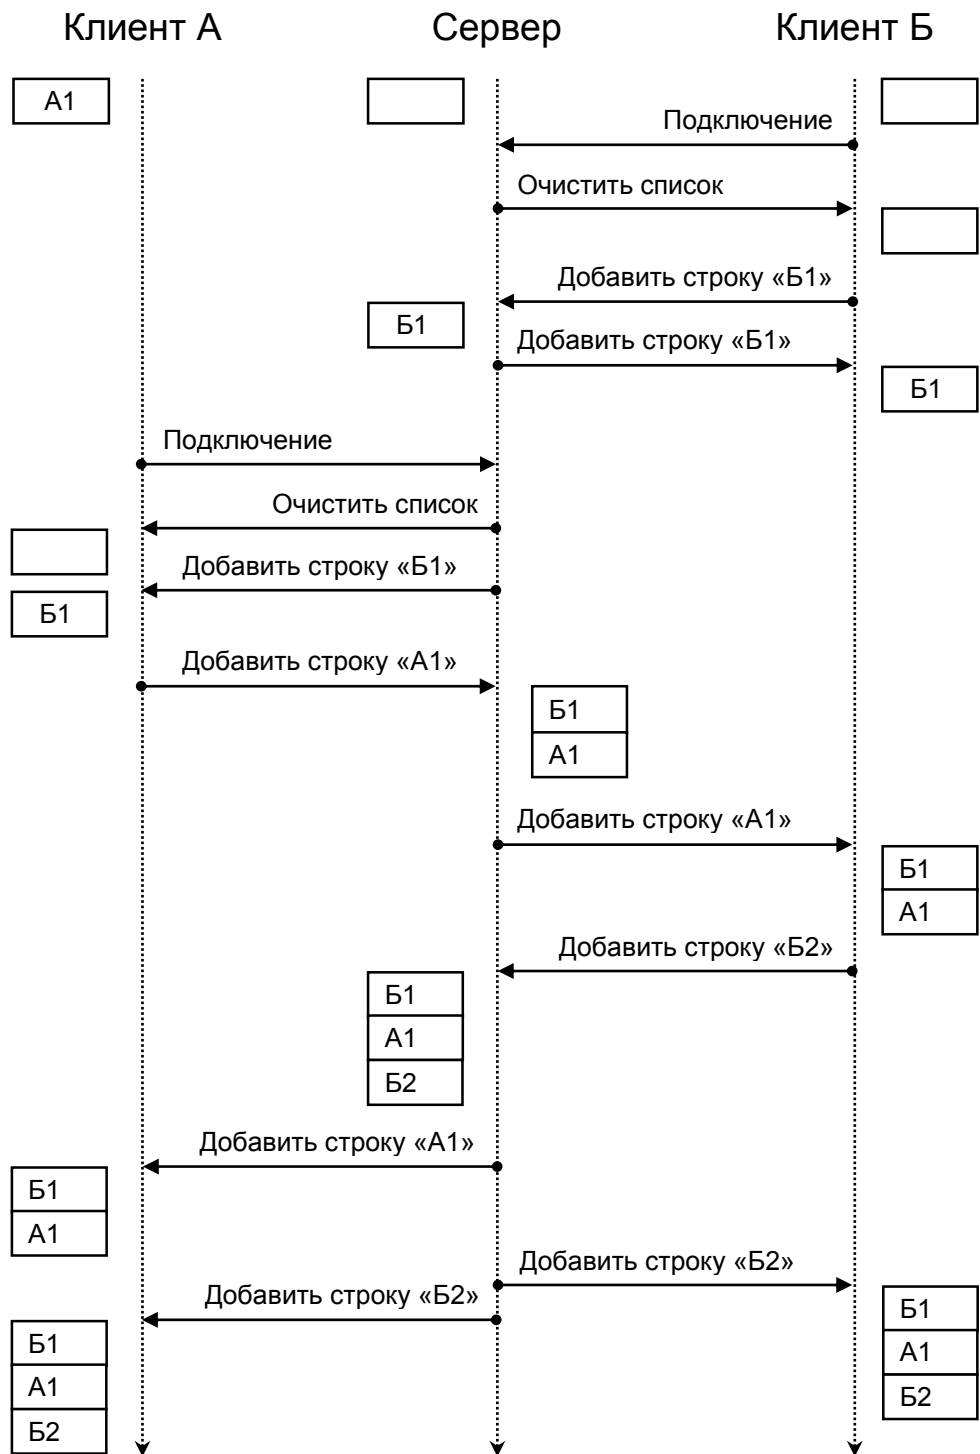 Клиент А
Сервер
Клиент Б
А1
Подключение
Очистить список
Добавить строку «Б1»
Б1
Добавить строку «Б1»
Б1
Подключение
Очистить список
Добавить строку «Б1»
Б1
Добавить строку «А1»
Б1
А1
Добавить строку «А1»
Б1
А1
Добавить строку «Б2»
Б1
А1
Б2
Добавить строку «А1»
Б1
А1
Добавить строку «Б2»
Добавить строку «Б2»
Б1
А1
Б2
Б1
А1
Б2